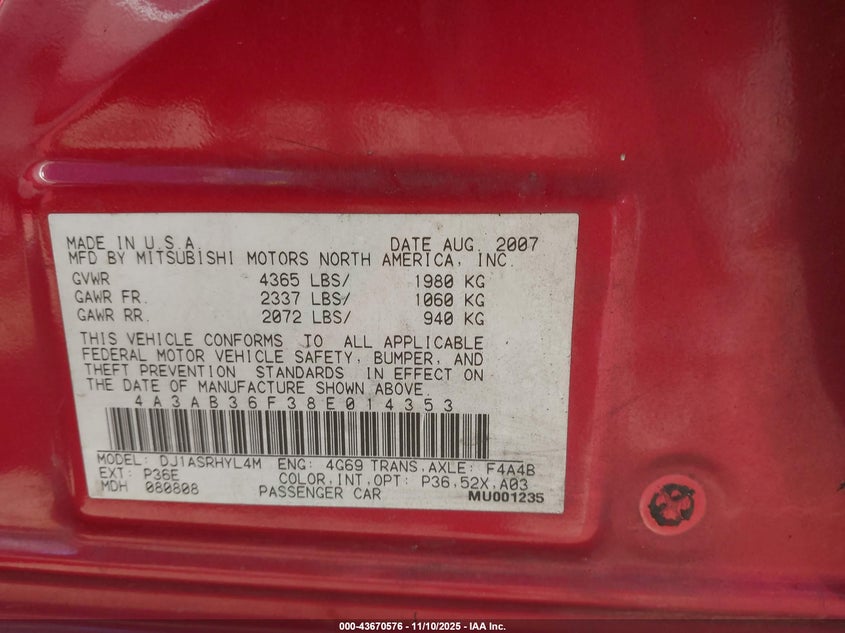 MADE IN U.S.A. DATE AUG. 2007
MFD BY MITSUBISHI MOTORS NORTH AMERICA, INC.
GVWR 4365 LBS/ 1980 KG
GAWR FR. 2337 LBS/ 1060 KG
GAWR RR. 2072 LBS/ 940 KG
THIS VEHICLE CONFORMS TO ALL APPLICABLE
FEDERAL MOTOR VEHICLE SAFETY, BUMPER, AND
THEFT PREVENTION STANDARDS IN EFFECT ON
THE DATE OF MANUFACTURE SHOWN ABOVE.
4A3AB36F38E014353
MODEL: DJ1ASRHYL4M ENG: 4G69 TRANS,AXLE: F4A4B
EXT: P36E COLOR,INT,OPT: P36,52X,A03
MDH 080808 PASSENGER CAR MU001235
000-43670576 - 11/10/2025 - IAA Inc.